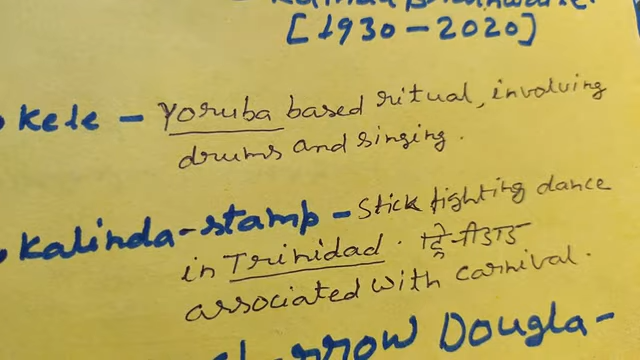 [1930-2020]
Kele - Yoruba based ritual, involving
drums and singing.
Kalinda-stamp - Stick fighting dance
in Trinidad.
associated with carnival.
Dougla-